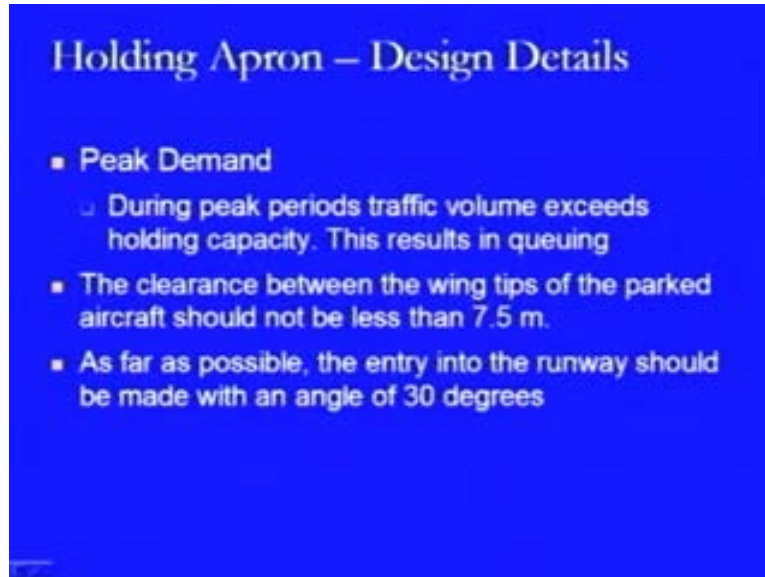 Holding Apron – Design Details
Peak Demand
During peak periods traffic volume exceeds
holding capacity. This results in queuing
The clearance between the wing tips of the parked
aircraft should not be less than 7.5 m.
As far as possible, the entry into the runway should
be made with an angle of 30 degrees